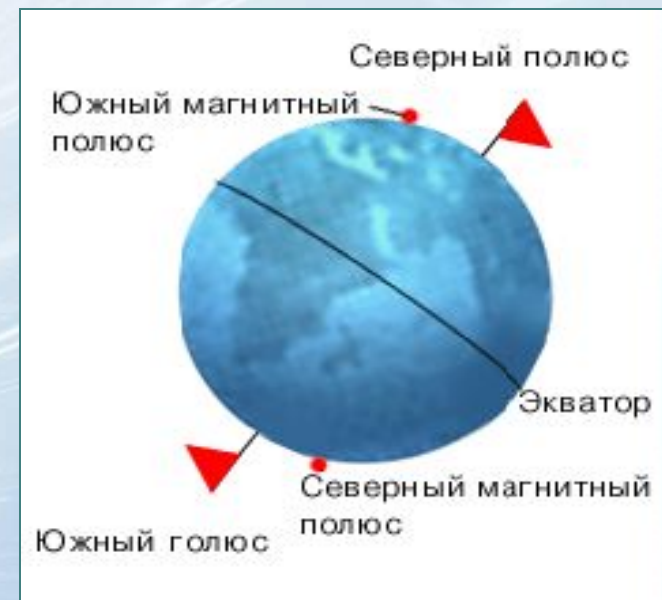 Северный полюс
Южный магнитный
полюс
Экватор
Северный магнитный
полюс
Южный голюс